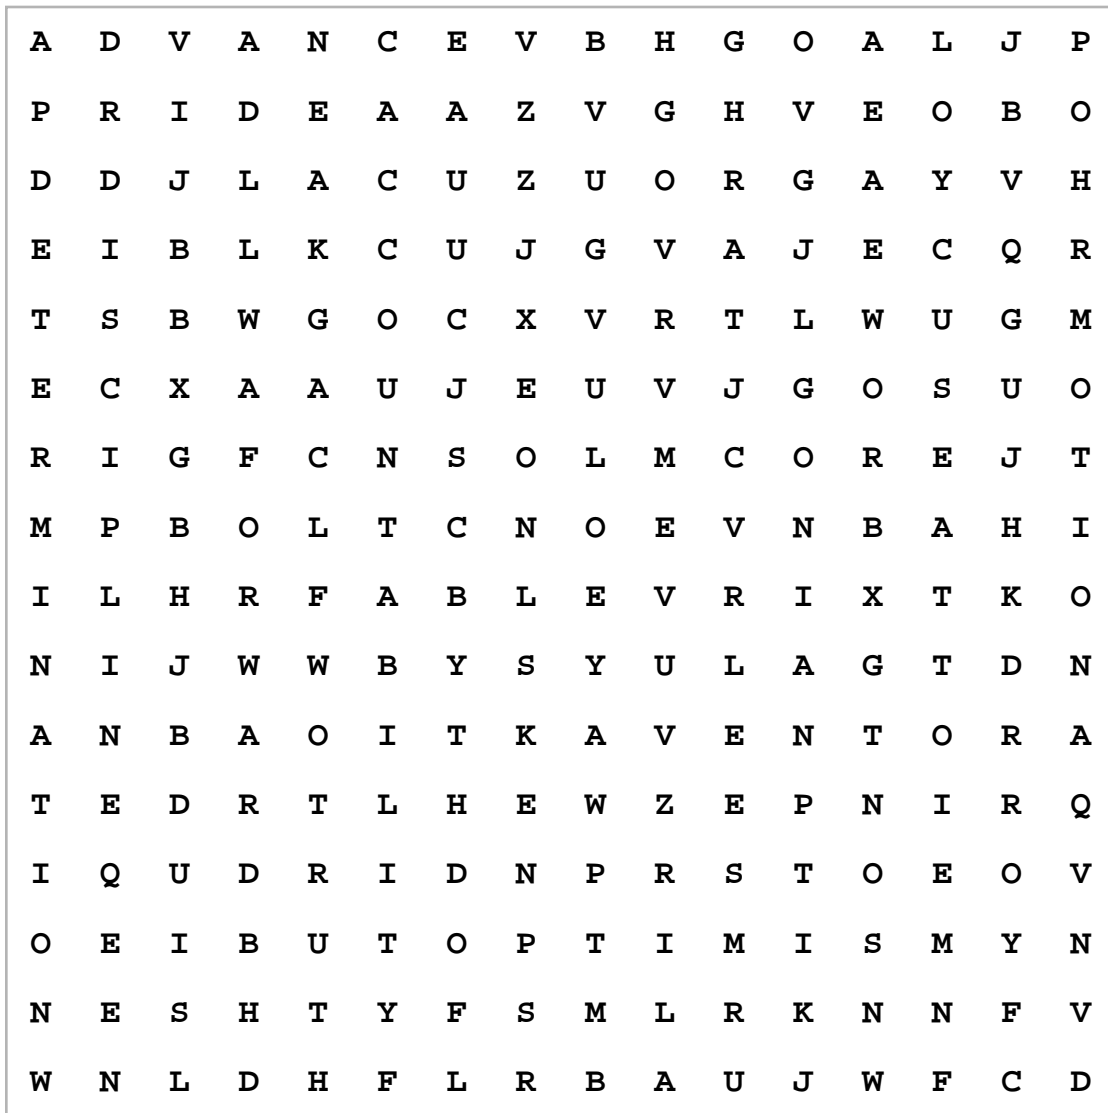 A D V A N C E V B H G O A L J P
P R I D E A A Z V G H V E O B O
D D J L A C U Z U O R G A Y V H
E I B L K C U J G V A J E C Q R
T S B W G O C X V R T L W U G M
E C X A A U J E U V J G O S U O
R I G F C N S O L M C O R E J T
M P B O L T C N O E V N B A H I
I L H R F A B L E V R I X T K O
N I J W W B Y S Y U L A G T D N
A N B A O I T K A V E N T O R A
T E D R T L H E W Z E P N I R Q
I Q U D R I D N P R S T O E O V
O E I B U T O P T I M I S M Y N
N E S H T Y F S M L R K N N F V
W N L D H F L R B A U J W F C D